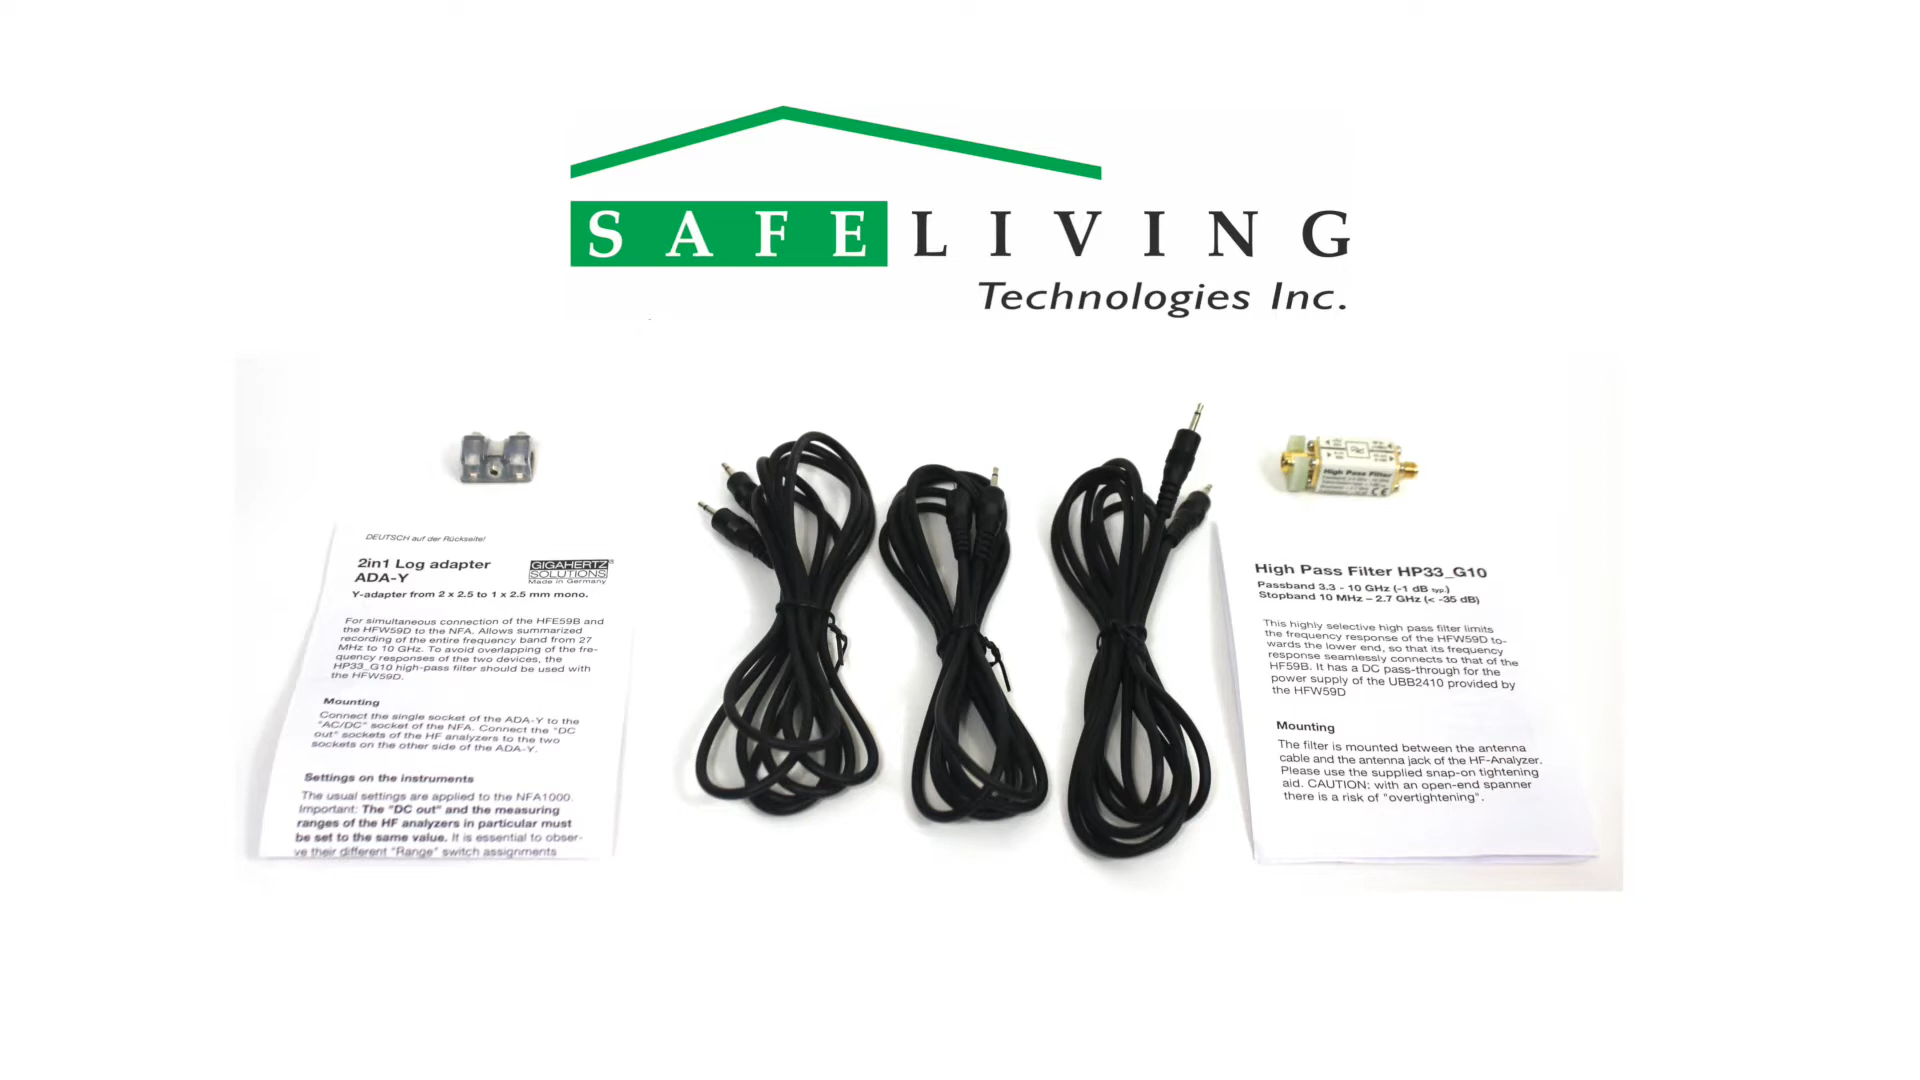 SAFELIVING
Technologies Inc.
DEUTSCH auf der Rückseite!
2in1 Log adapter
ADA-Y
GIGAHERTZ®
SOLUTIONS
Made in Germany
Y-adapter from 2 x 2.5 to 1 x 2.5 mm mono.
For simultaneous connection of the HFE59B and
the HFW59D to the NFA. Allows summarized
recording of the entire frequency band from 27
MHz to 10 GHz. To avoid overlapping of the fre-
quency responses of the two devices, the
HP33_G10 high-pass filter should be used with
the HFW59D.
Mounting
Connect the single socket of the ADA-Y to the
"AC/DC" socket of the NFA. Connect the "DC
out" sockets of the HF analyzers to the two
sockets on the other side of the ADA-Y.
Settings on the instruments
The usual settings are applied to the NFA1000.
Important: The "DC out" and the measuring
ranges of the HF analyzers in particular must
be set to the same value. It is essential to obser-
ve their different "Range" switch assignments
High Pass Filter
High Pass Filter HP33_G10
Passband 3.3 - 10 GHz (-1 dB typ.)
Stopband 10 MHz – 2.7 GHz (< -35 dB)
This highly selective high pass filter limits
the frequency response of the HFW59D to-
wards the lower end, so that its frequency
response seamlessly connects to that of the
HF59B. It has a DC pass-through for the
power supply of the UBB2410 provided by
the HFW59D
Mounting
The filter is mounted between the antenna
cable and the antenna jack of the HF-Analyzer.
Please use the supplied snap-on tightening
aid. CAUTION: with an open-end spanner
there is a risk of "overtightening".